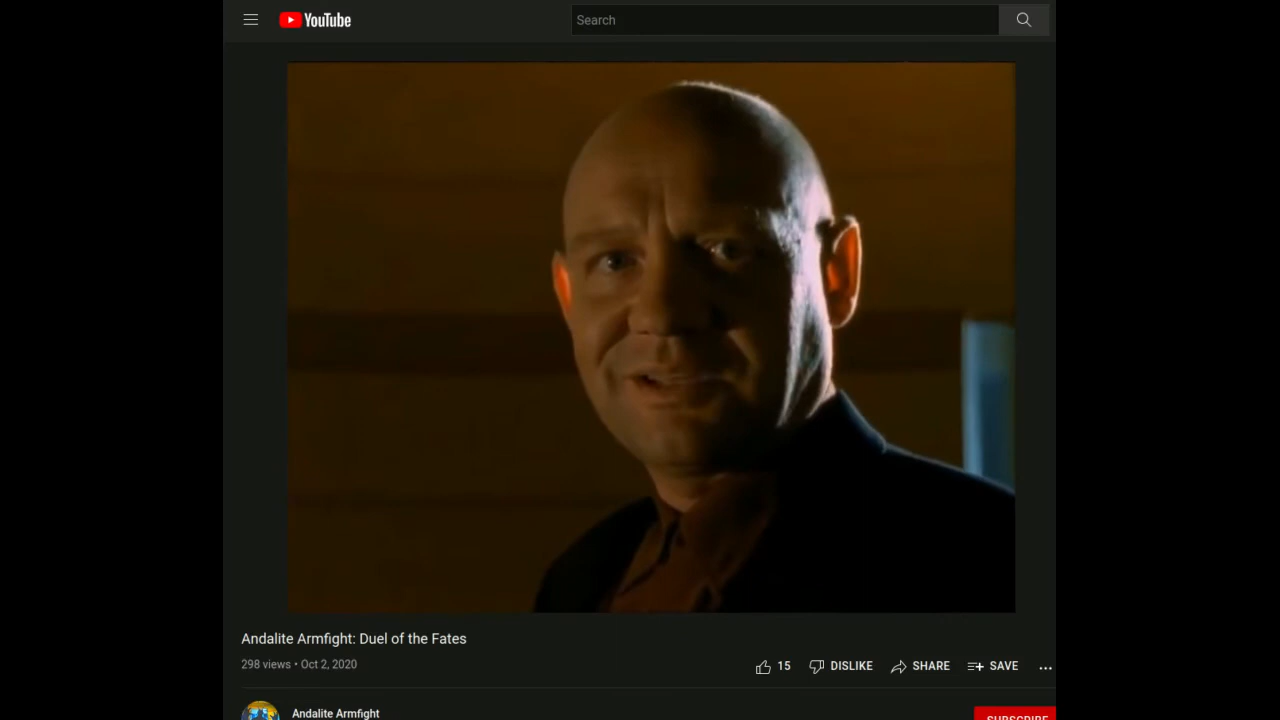 YouTube
Search
Andalite Armfight: Duel of the Fates
298 views • Oct 2, 2020
15 DISLIKE SHARE SAVE ...
Andalite Armfight
SUBSCRIBE